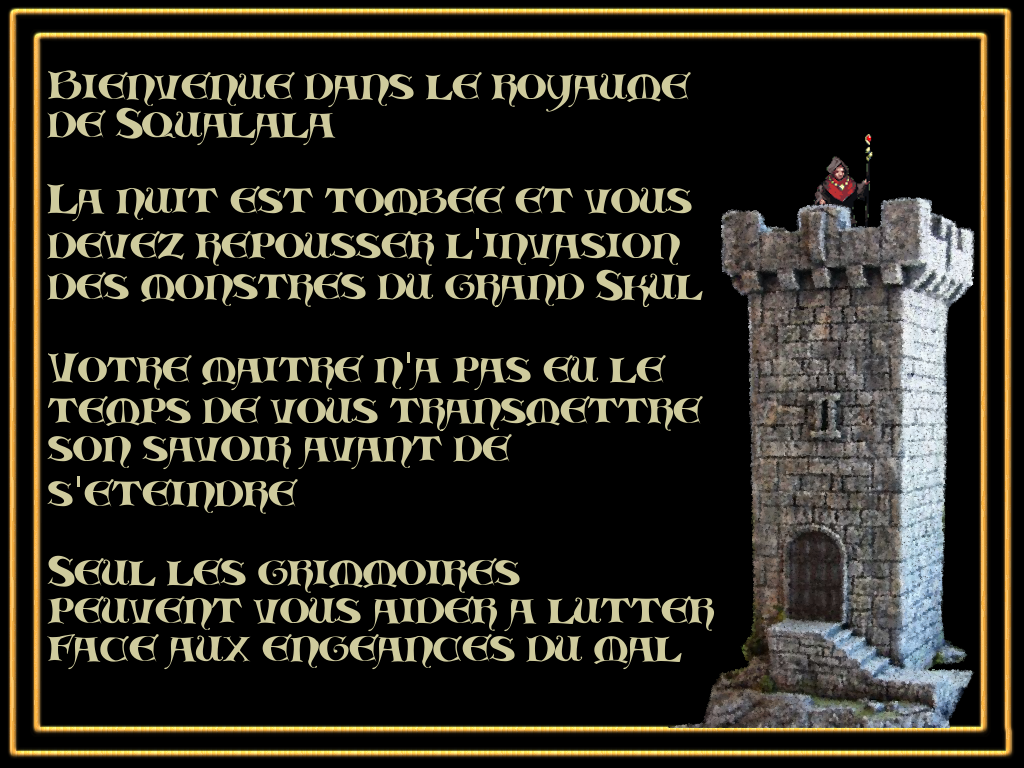 Bienvenue dans le royaume
de Squalala
La nuit est tombee et vous
devez repousser l'invasion
des monstres du grand Skul
Votre maitre n'a pas eu le
temps de vous transmettre
son savoir avant de
s'eteindre
Seul les grimmoires
peuvent vous aider a lutter
face aux engeances du mal